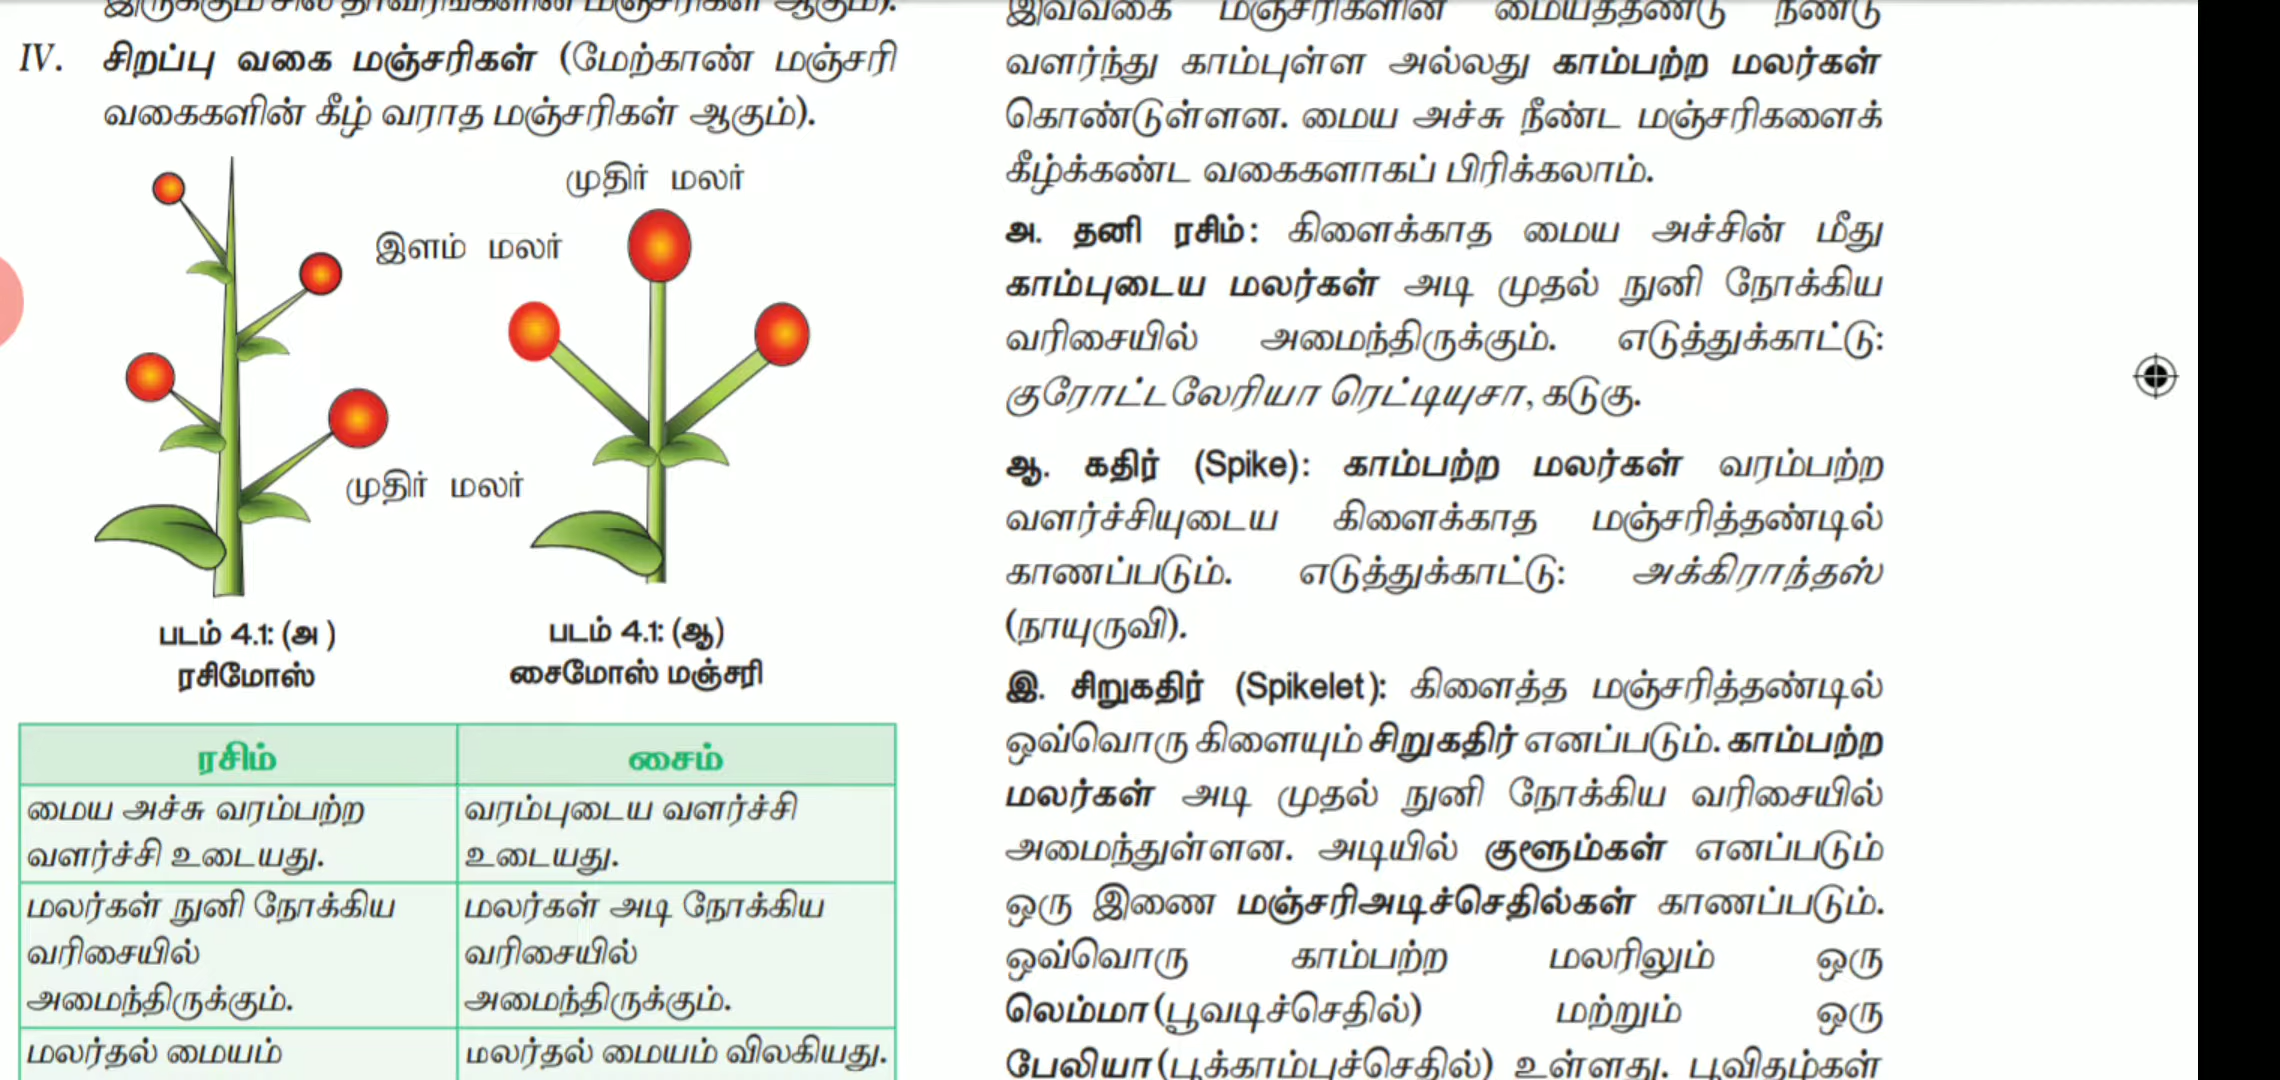 IV. சிறப்பு வகை மஞ்சரிகள் (மேற்காண் மஞ்சரி
வகைகளின் கீழ் வராத மஞ்சரிகள் ஆகும்).
முதிர் மலர்
இளம் மலர்
முதிர் மலர்
படம் 4.1: (அ )
ரசிமோஸ்
படம் 4.1: (ஆ)
சைமோஸ் மஞ்சரி
ரசிம்
சைம்
மைய அச்சு வரம்பற்ற
வளர்ச்சி உடையது.
வரம்புடைய வளர்ச்சி
உடையது.
மலர்கள் நுனி நோக்கிய
வரிசையில்
அமைந்திருக்கும்.
மலர்கள் அடி நோக்கிய
வரிசையில்
அமைந்திருக்கும்.
மலர்தல் மையம்
மலர்தல் மையம் விலகியது.
இவ்வகை மஞ்சரிகளின் மையத்தண்டு நீண்டு
வளர்ந்து காம்புள்ள அல்லது காம்பற்ற மலர்கள்
கொண்டுள்ளன. மைய அச்சு நீண்ட மஞ்சரிகளைக்
கீழ்க்கண்ட வகைகளாகப் பிரிக்கலாம்.
அ. தனி ரசிம்: கிளைக்காத மைய அச்சின் மீது
காம்புடைய மலர்கள் அடி முதல் நுனி நோக்கிய
வரிசையில் அமைந்திருக்கும். எடுத்துக்காட்டு:
குரோட்டலேரியா ரெட்டியுசா, கடுகு.
ஆ. கதிர் (Spike): காம்பற்ற மலர்கள் வரம்பற்ற
வளர்ச்சியுடைய கிளைக்காத மஞ்சரித்தண்டில்
காணப்படும். எடுத்துக்காட்டு: அக்கிராந்தஸ்
(நாயுருவி).
இ. சிறுகதிர் (Spikelet): கிளைத்த மஞ்சரித்தண்டில்
ஒவ்வொரு கிளையும் சிறுகதிர் எனப்படும். காம்பற்ற
மலர்கள் அடி முதல் நுனி நோக்கிய வரிசையில்
அமைந்துள்ளன. அடியில் குளூம்கள் எனப்படும்
ஒரு இணை மஞ்சரிஅடிச்செதில்கள் காணப்படும்.
ஒவ்வொரு காம்பற்ற மலரிலும் ஒரு
லெம்மா (பூவடிச்செதில்) மற்றும் ஒரு
பேலியா (பூக்காம்புச்செதில்) உள்ளது. பூவிதழ்கள்